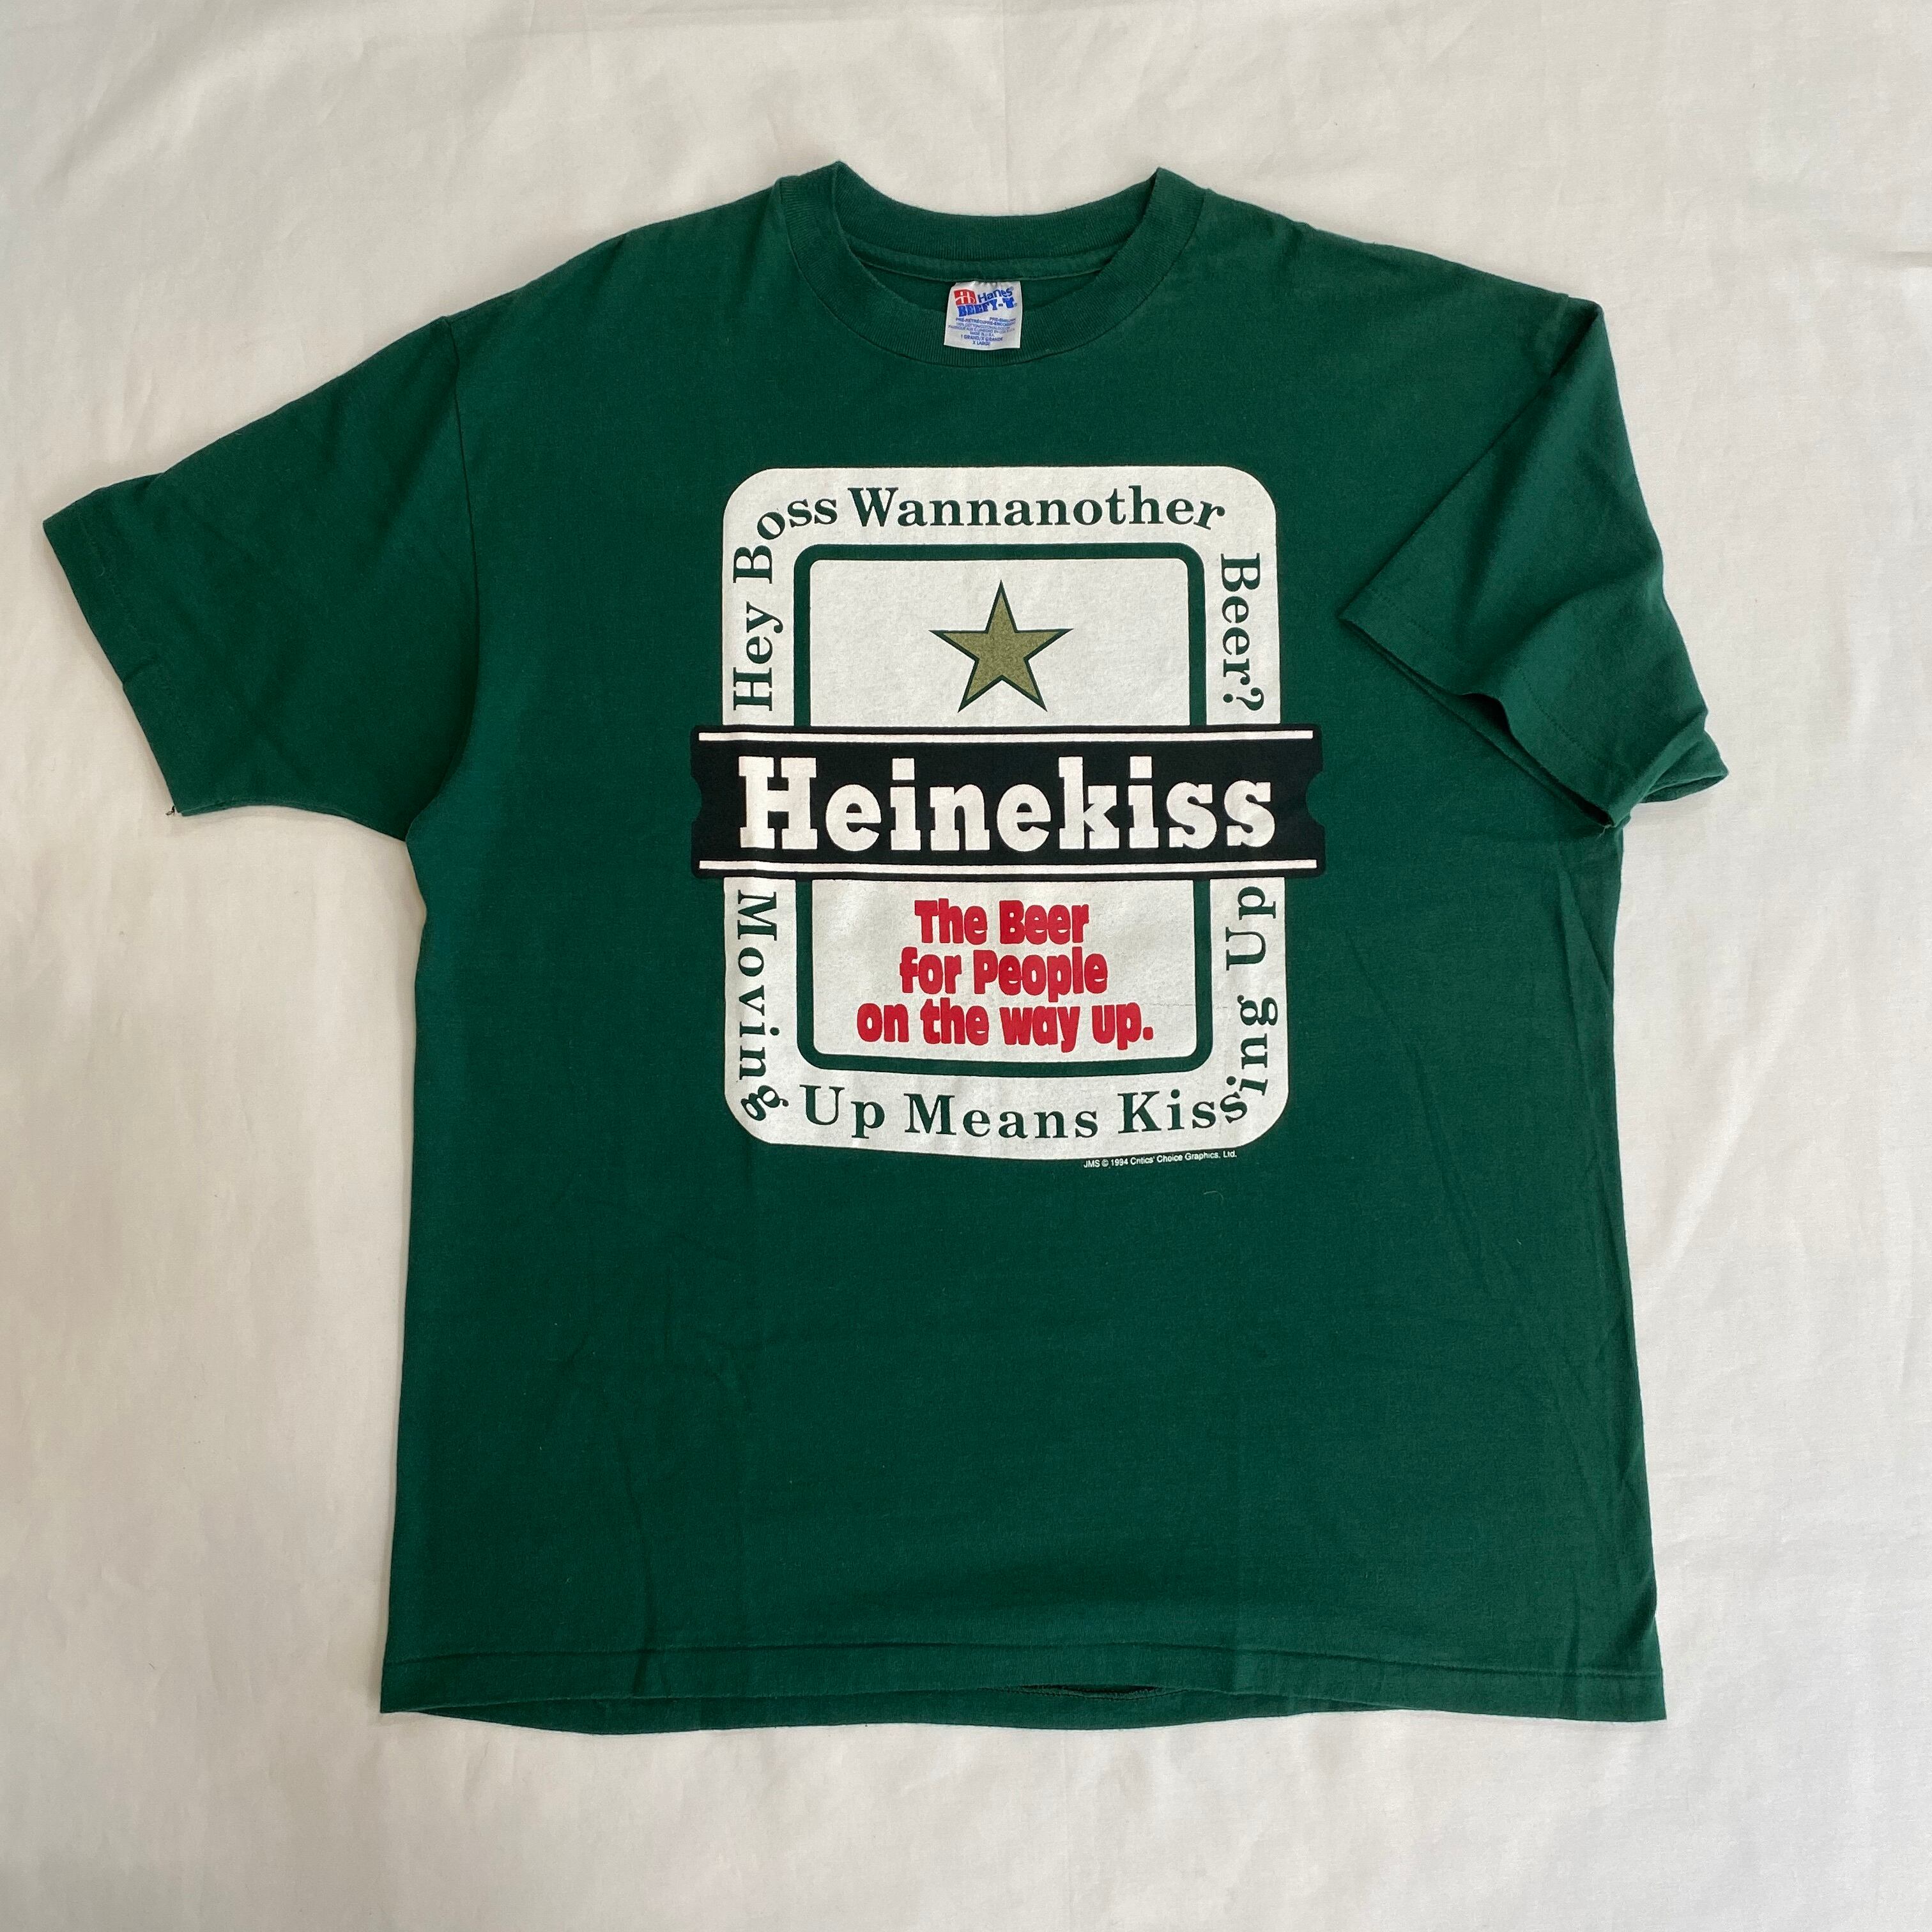 Hanes
BEEFY-T
X LARGE
Hey Boss Wannanother Beer?
Heinekiss
The Beer
for People
on the way up.
Moving Up Means Kissing Up
JMS © 1994 Critics' Choice Graphics, Ltd.